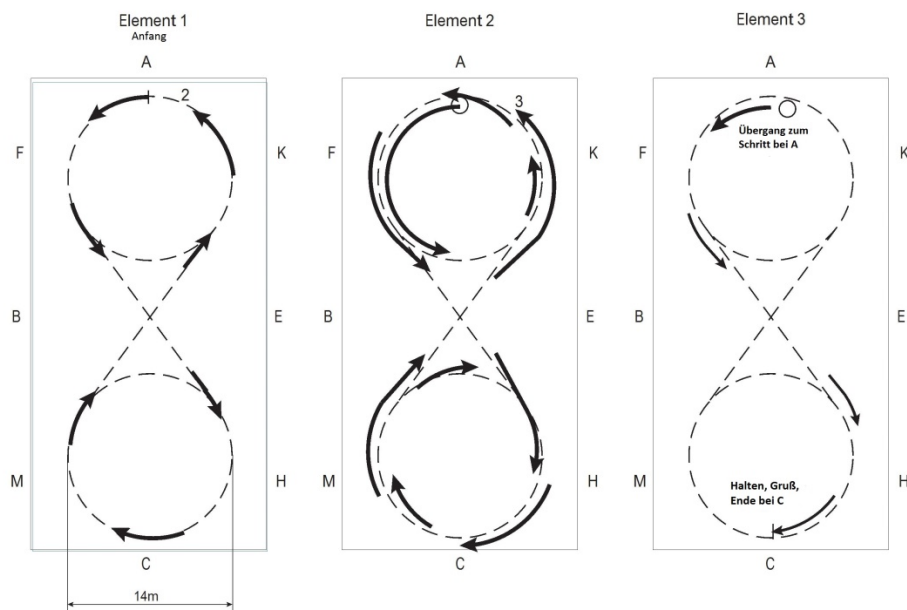 Element 1
Anfang
A
2
F
K
B
E
M
H
C
14m
Element 2
A
3
F
K
B
E
M
H
C
Element 3
A
Übergang zum
Schritt bei A
F
K
B
E
M
H
Halten, Gruß,
Ende bei C
C